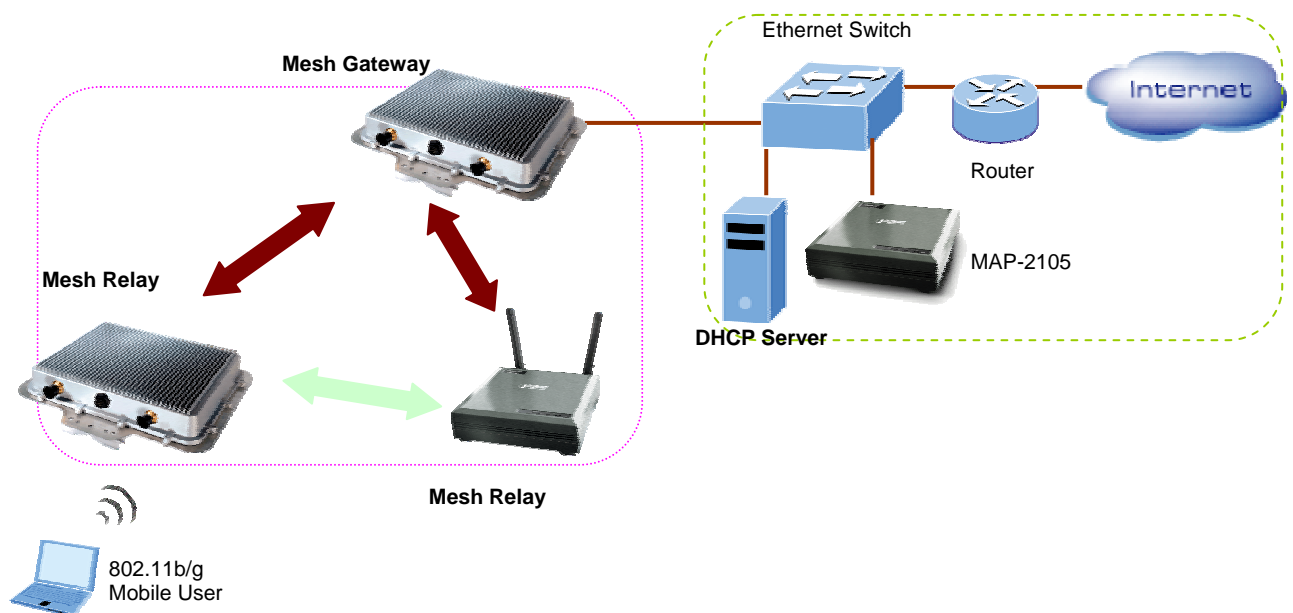 Ethernet Switch
Mesh Gateway
Internet
Router
MAP-2105
Mesh Relay
DHCP Server
Mesh Relay
802.11b/g
Mobile User